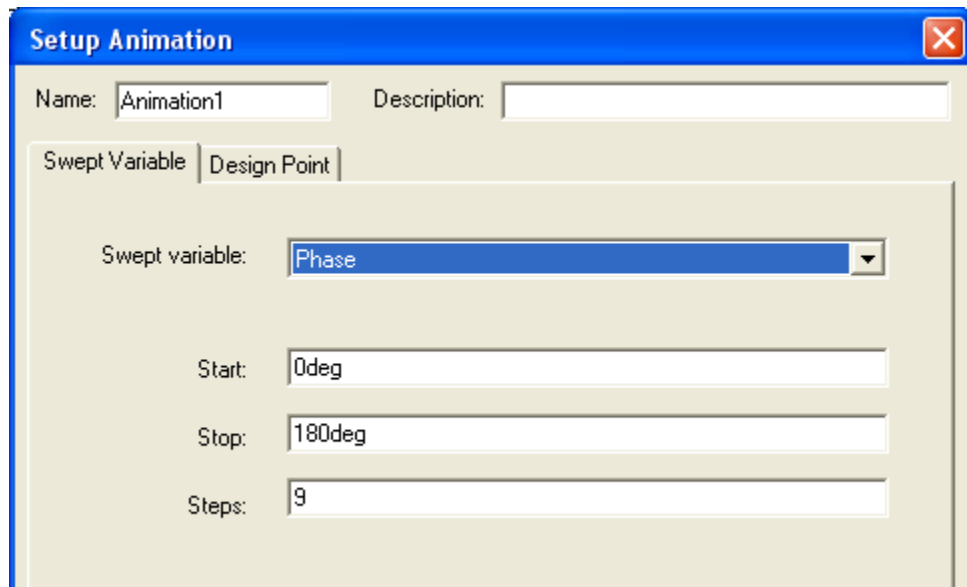 Setup Animation
Name: Animation1 Description:
Swept Variable Design Point
Swept variable: Phase
Start: 0deg
Stop: 180deg
Steps: 9